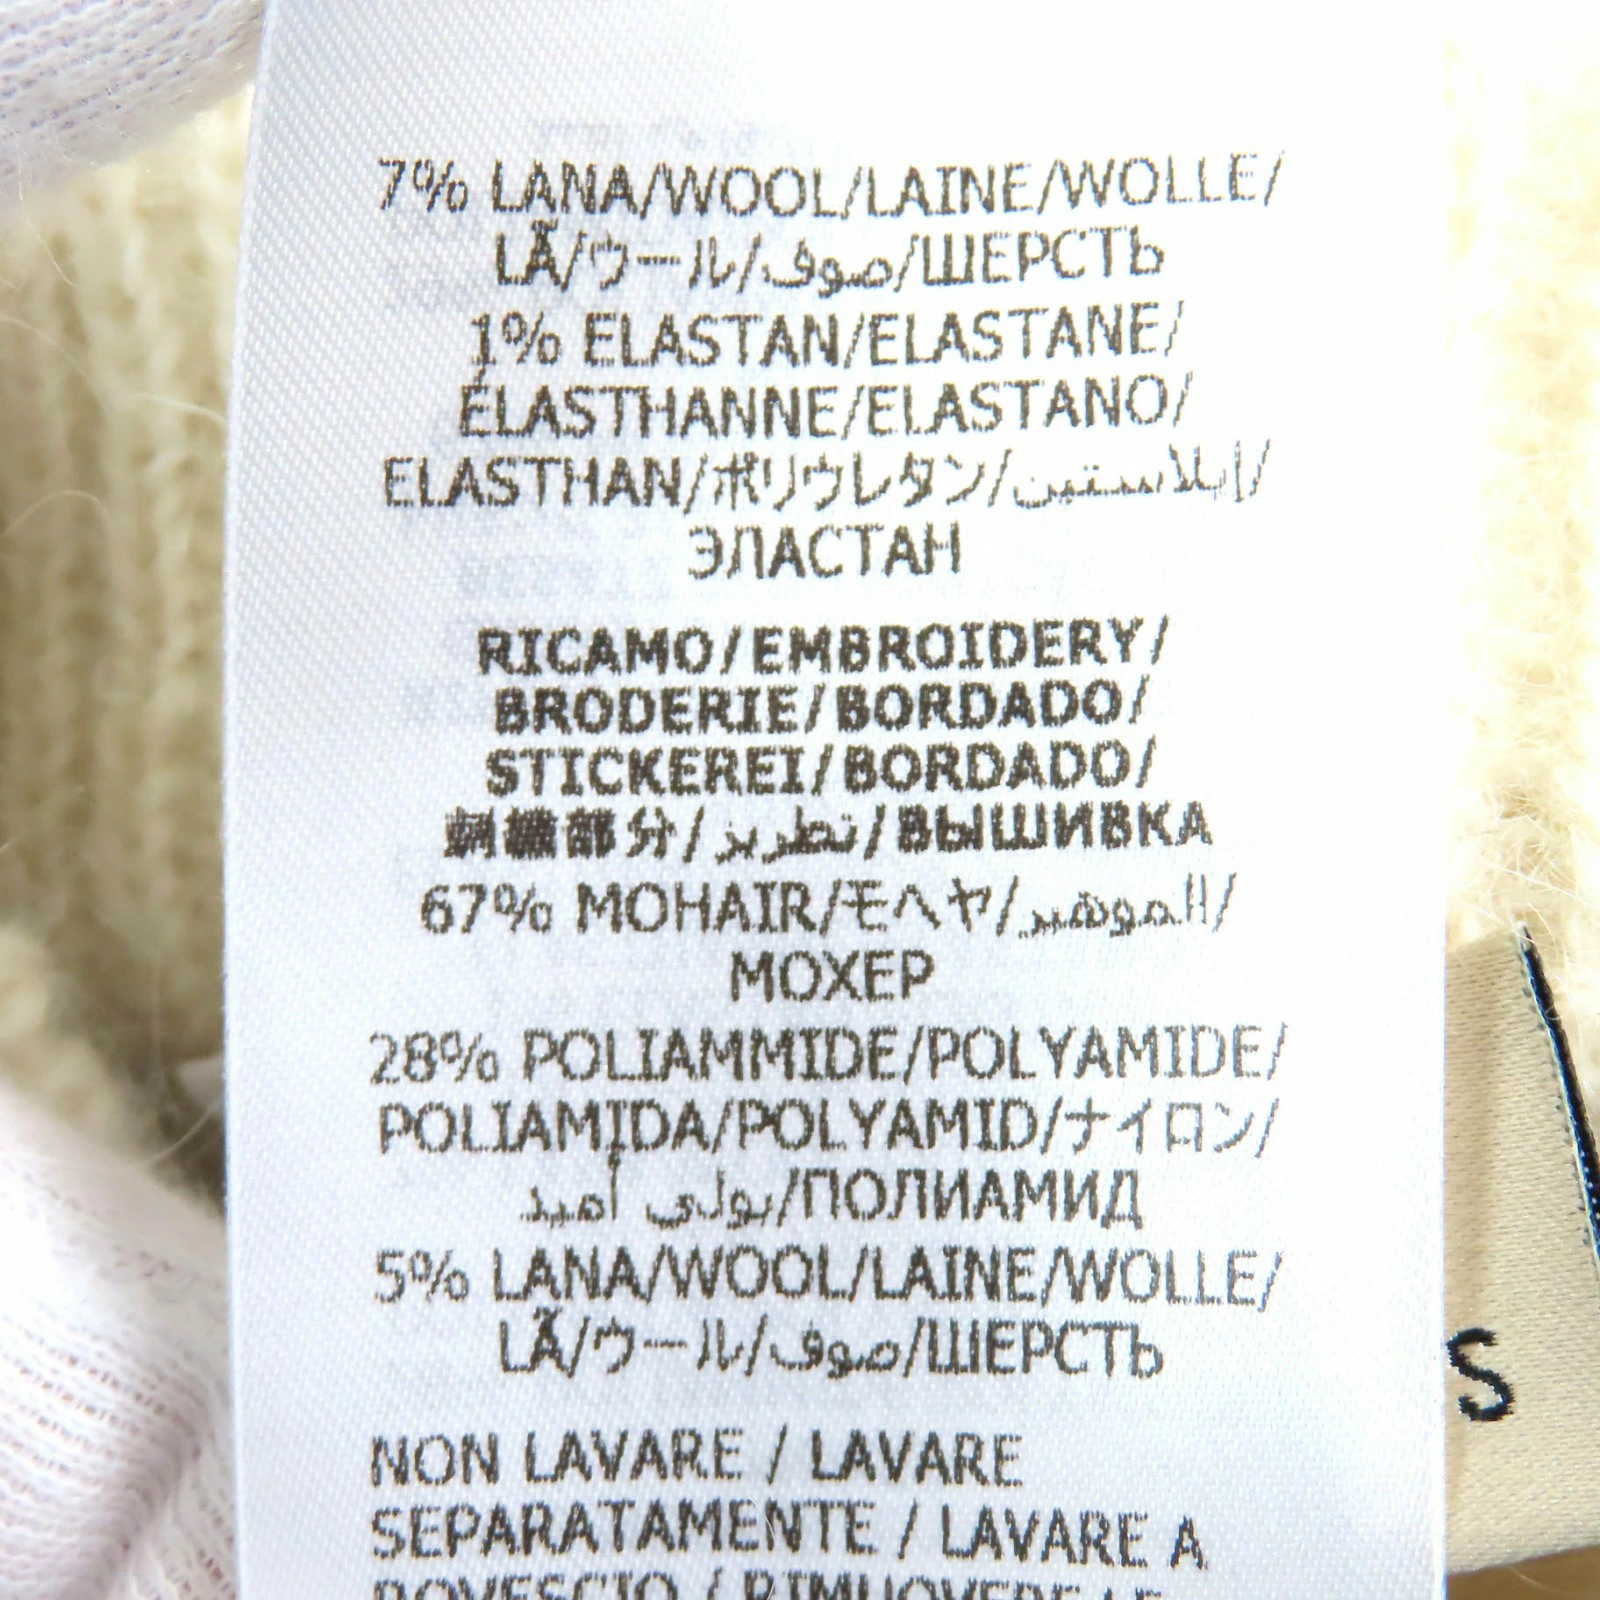 7% LANA/WOOL/LAINE/WOLLE/
LÃ/ウール/صوف/ШЕРСТЬ
1% ELASTAN/ELASTANE/
ÉLASTHANNE/ELASTANO/
ELASTHAN/ポリウレタン/إيلاستين/
ЭЛАСТАН
RICAMO/EMBROIDERY/
BRODERIE/BORDADO/
STICKEREI/BORDADO/
刺繍部分/تطريز/ВЫШИВКА
67% MOHAIR/モヘヤ/الموهير/
МОХЕР
28% POLIAMMIDE/POLYAMIDE/
POLIAMIDA/POLYAMID/ナイロン/
بولي أميد/ПОЛИАМИД
5% LANA/WOOL/LAINE/WOLLE/
LÃ/ウール/صوف/ШЕРСТЬ
NON LAVARE / LAVARE
SEPARATAMENTE / LAVARE A
ROVESCIO / RIMUOVERE LE
S